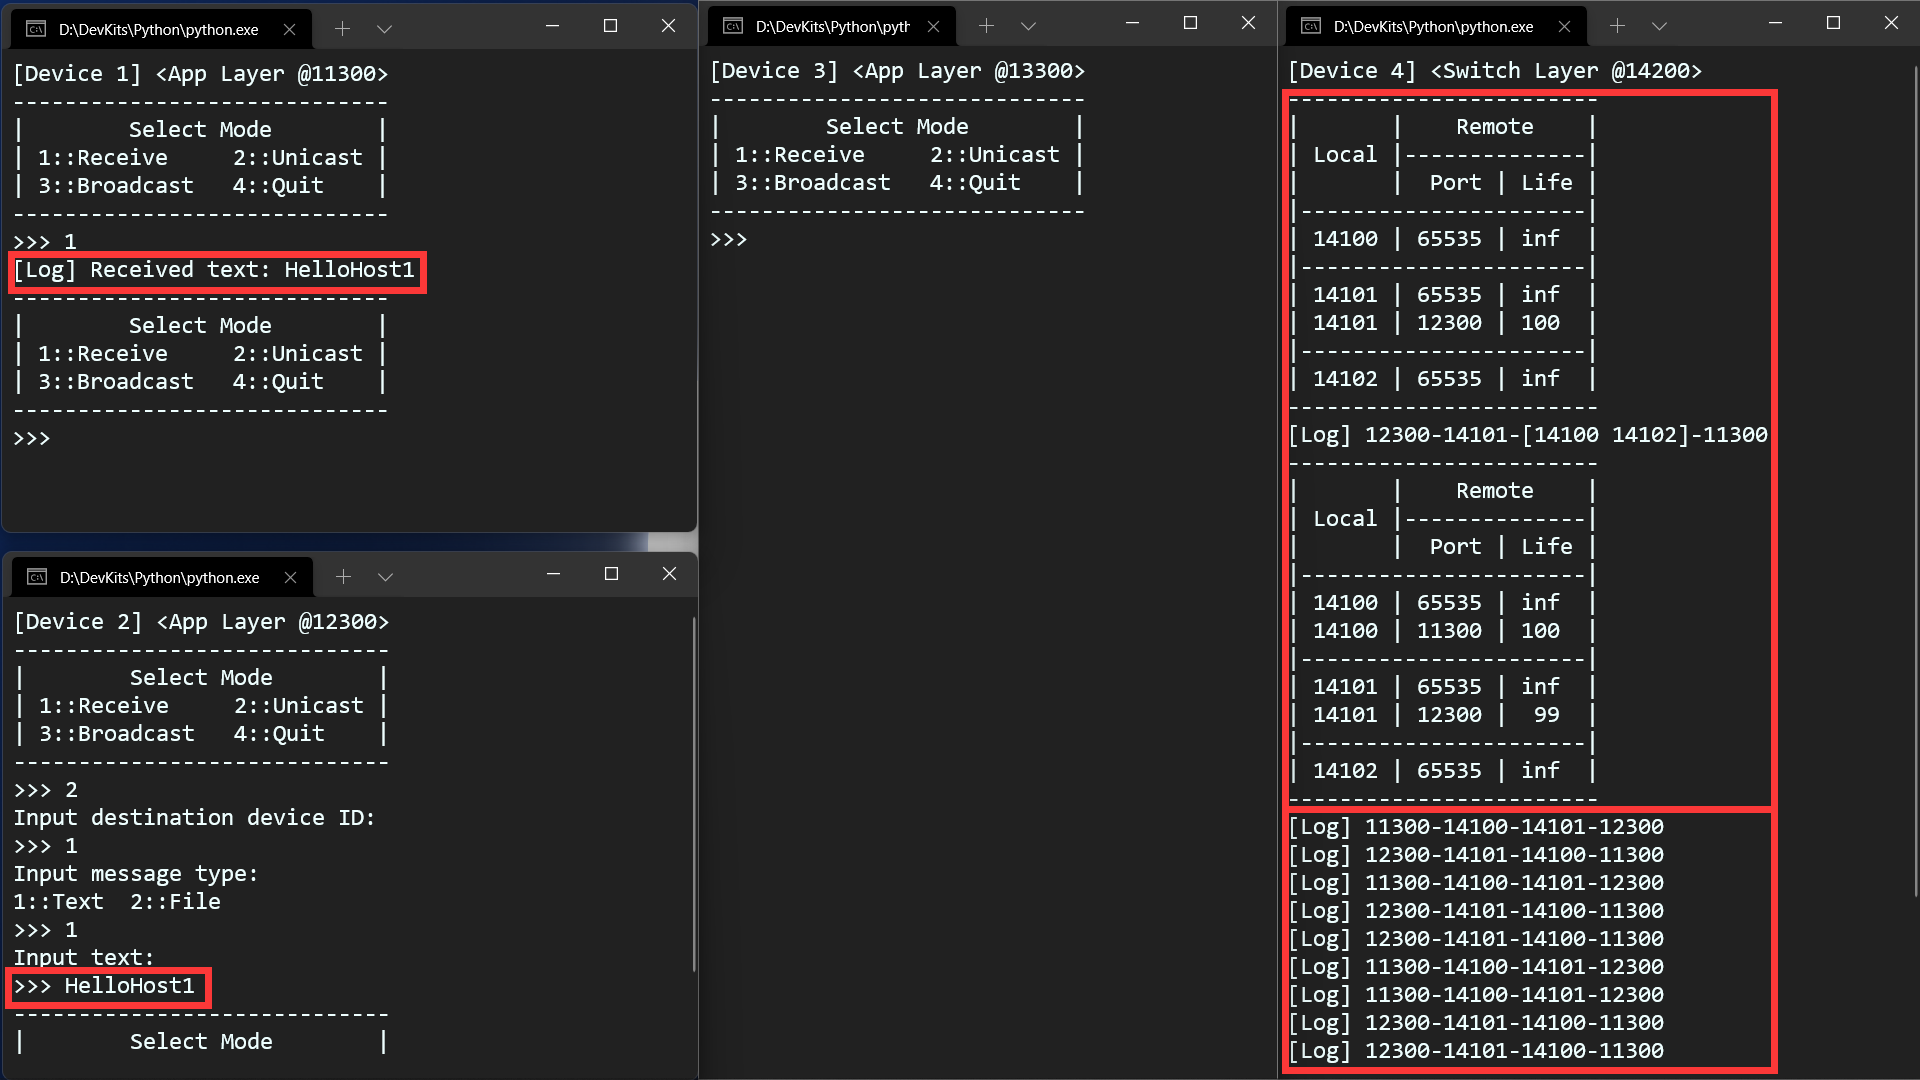 D:\DevKits\Python\python.exe
[Device 1] <App Layer @11300>
-----------------------------
|        Select Mode        |
| 1::Receive     2::Unicast |
| 3::Broadcast   4::Quit    |
-----------------------------
>>> 1
[Log] Received text: HelloHost1
-----------------------------
|        Select Mode        |
| 1::Receive     2::Unicast |
| 3::Broadcast   4::Quit    |
-----------------------------
>>>
D:\DevKits\Python\python.exe
[Device 2] <App Layer @12300>
-----------------------------
|        Select Mode        |
| 1::Receive     2::Unicast |
| 3::Broadcast   4::Quit    |
-----------------------------
>>> 2
Input destination device ID:
>>> 1
Input message type:
1::Text  2::File
>>> 1
Input text:
>>> HelloHost1
-----------------------------
|        Select Mode        |
D:\DevKits\Python\pyth
[Device 3] <App Layer @13300>
-----------------------------
|        Select Mode        |
| 1::Receive     2::Unicast |
| 3::Broadcast   4::Quit    |
-----------------------------
>>>
D:\DevKits\Python\python.exe
[Device 4] <Switch Layer @14200>
------------------------
|       |    Remote    |
| Local |--------------|
|       |  Port | Life |
|----------------------|
| 14100 | 65535 | inf  |
|----------------------|
| 14101 | 65535 | inf  |
| 14101 | 12300 | 100  |
|----------------------|
| 14102 | 65535 | inf  |
------------------------
[Log] 12300-14101-[14100 14102]-11300
------------------------
|       |    Remote    |
| Local |--------------|
|       |  Port | Life |
|----------------------|
| 14100 | 65535 | inf  |
| 14100 | 11300 | 100  |
|----------------------|
| 14101 | 65535 | inf  |
| 14101 | 12300 |  99  |
|----------------------|
| 14102 | 65535 | inf  |
------------------------
[Log] 11300-14100-14101-12300
[Log] 12300-14101-14100-11300
[Log] 11300-14100-14101-12300
[Log] 12300-14101-14100-11300
[Log] 12300-14101-14100-11300
[Log] 11300-14100-14101-12300
[Log] 11300-14100-14101-12300
[Log] 12300-14101-14100-11300
[Log] 12300-14101-14100-11300